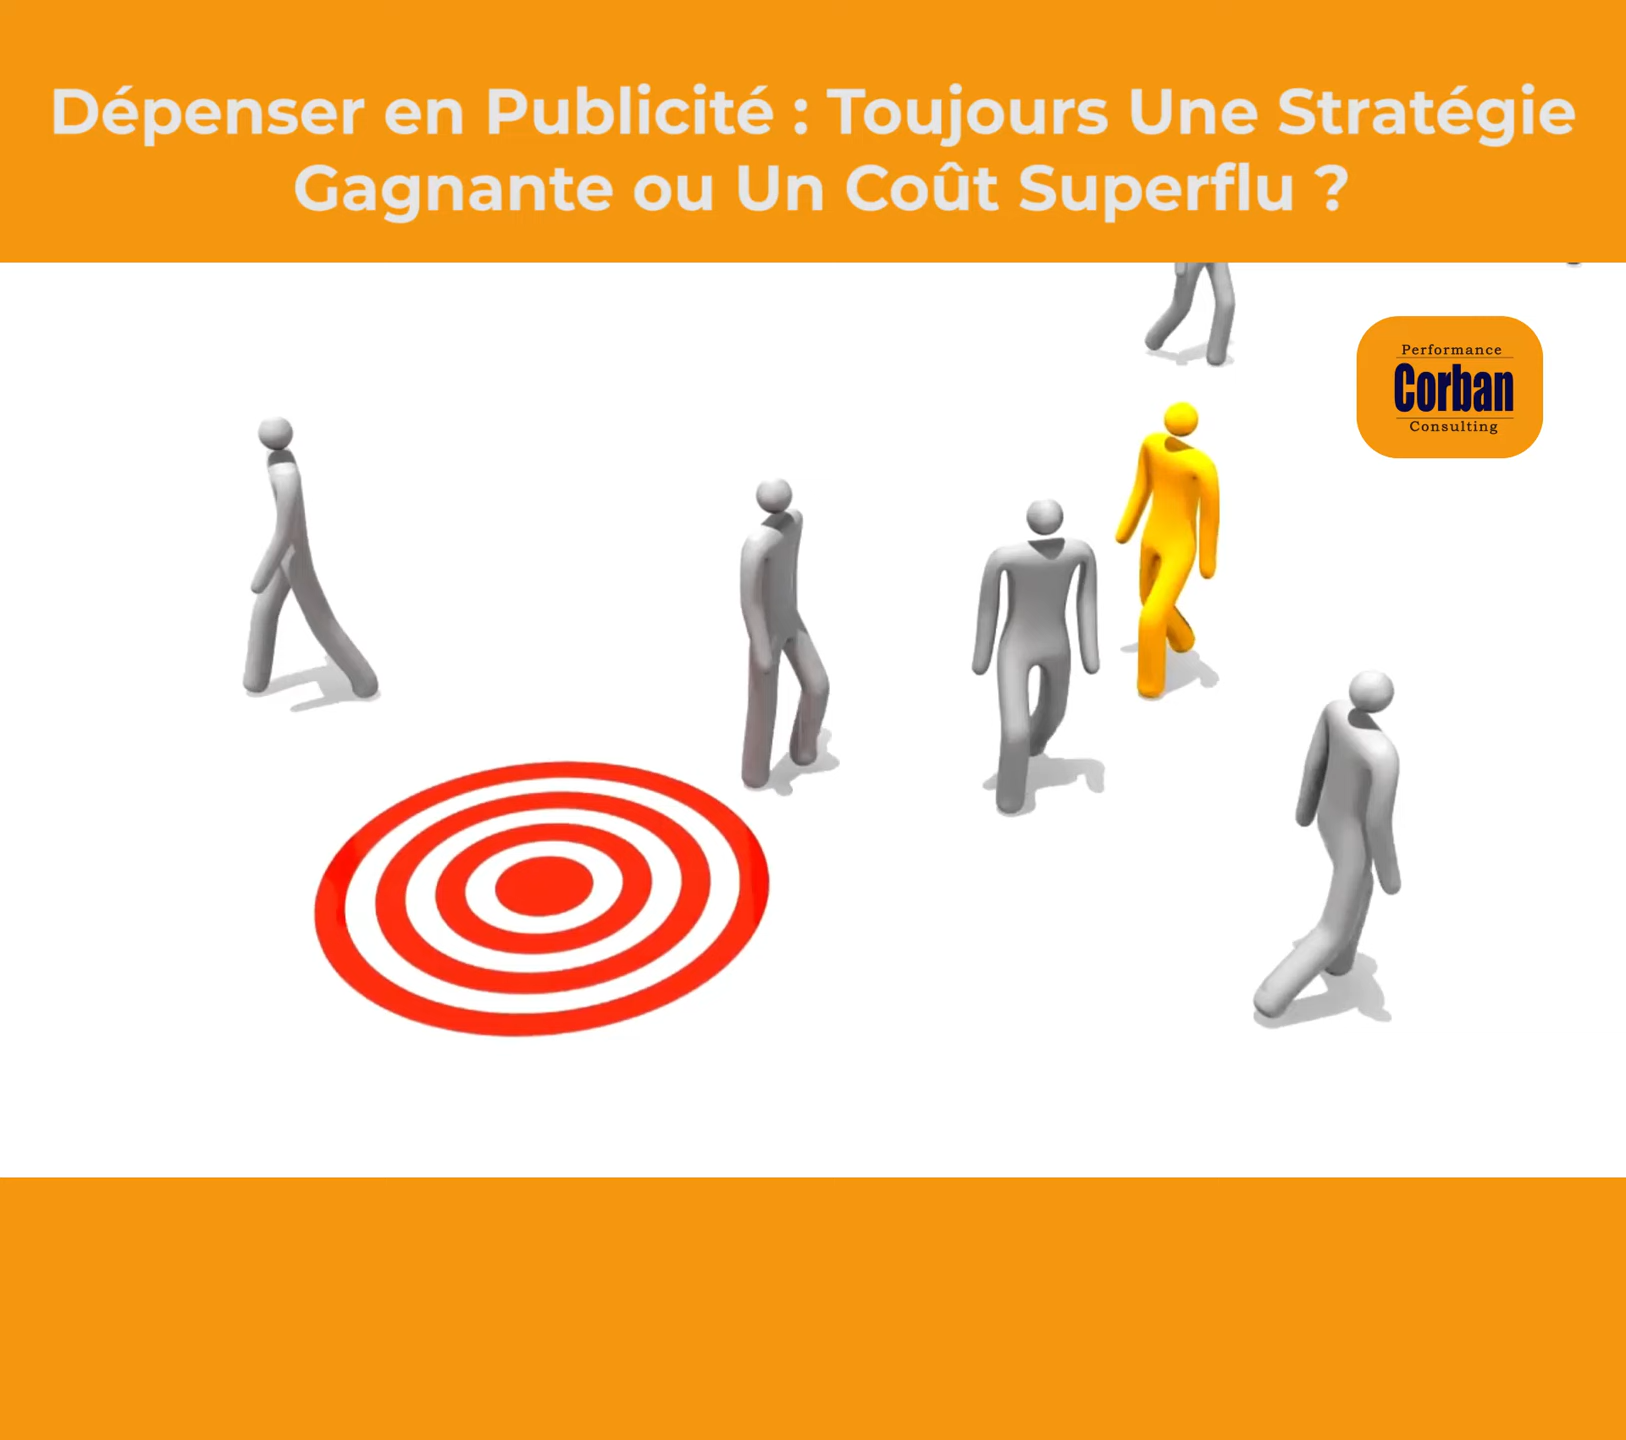 Dépenser en Publicité : Toujours Une Stratégie
Gagnante ou Un Coût Superflu ?
Performance
Corban
Consulting